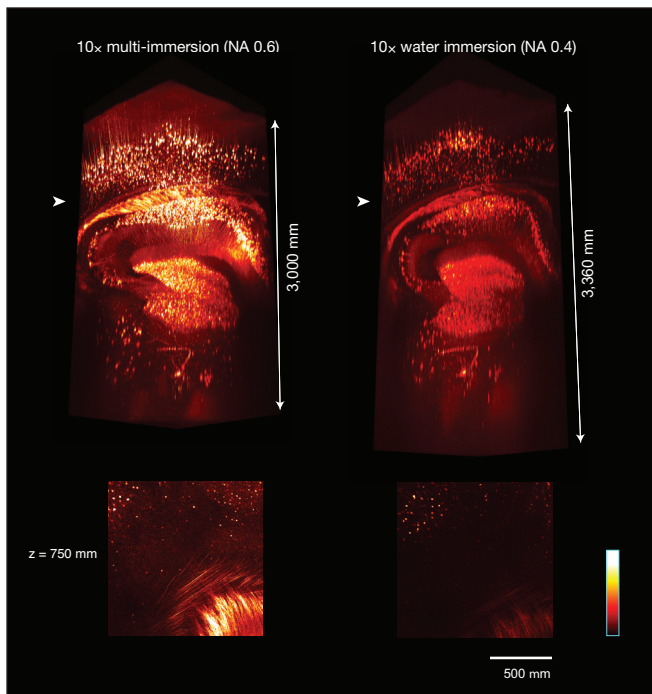 10× multi-immersion (NA 0.6)
10× water immersion (NA 0.4)
3,000 mm
3,360 mm
z = 750 mm
500 mm